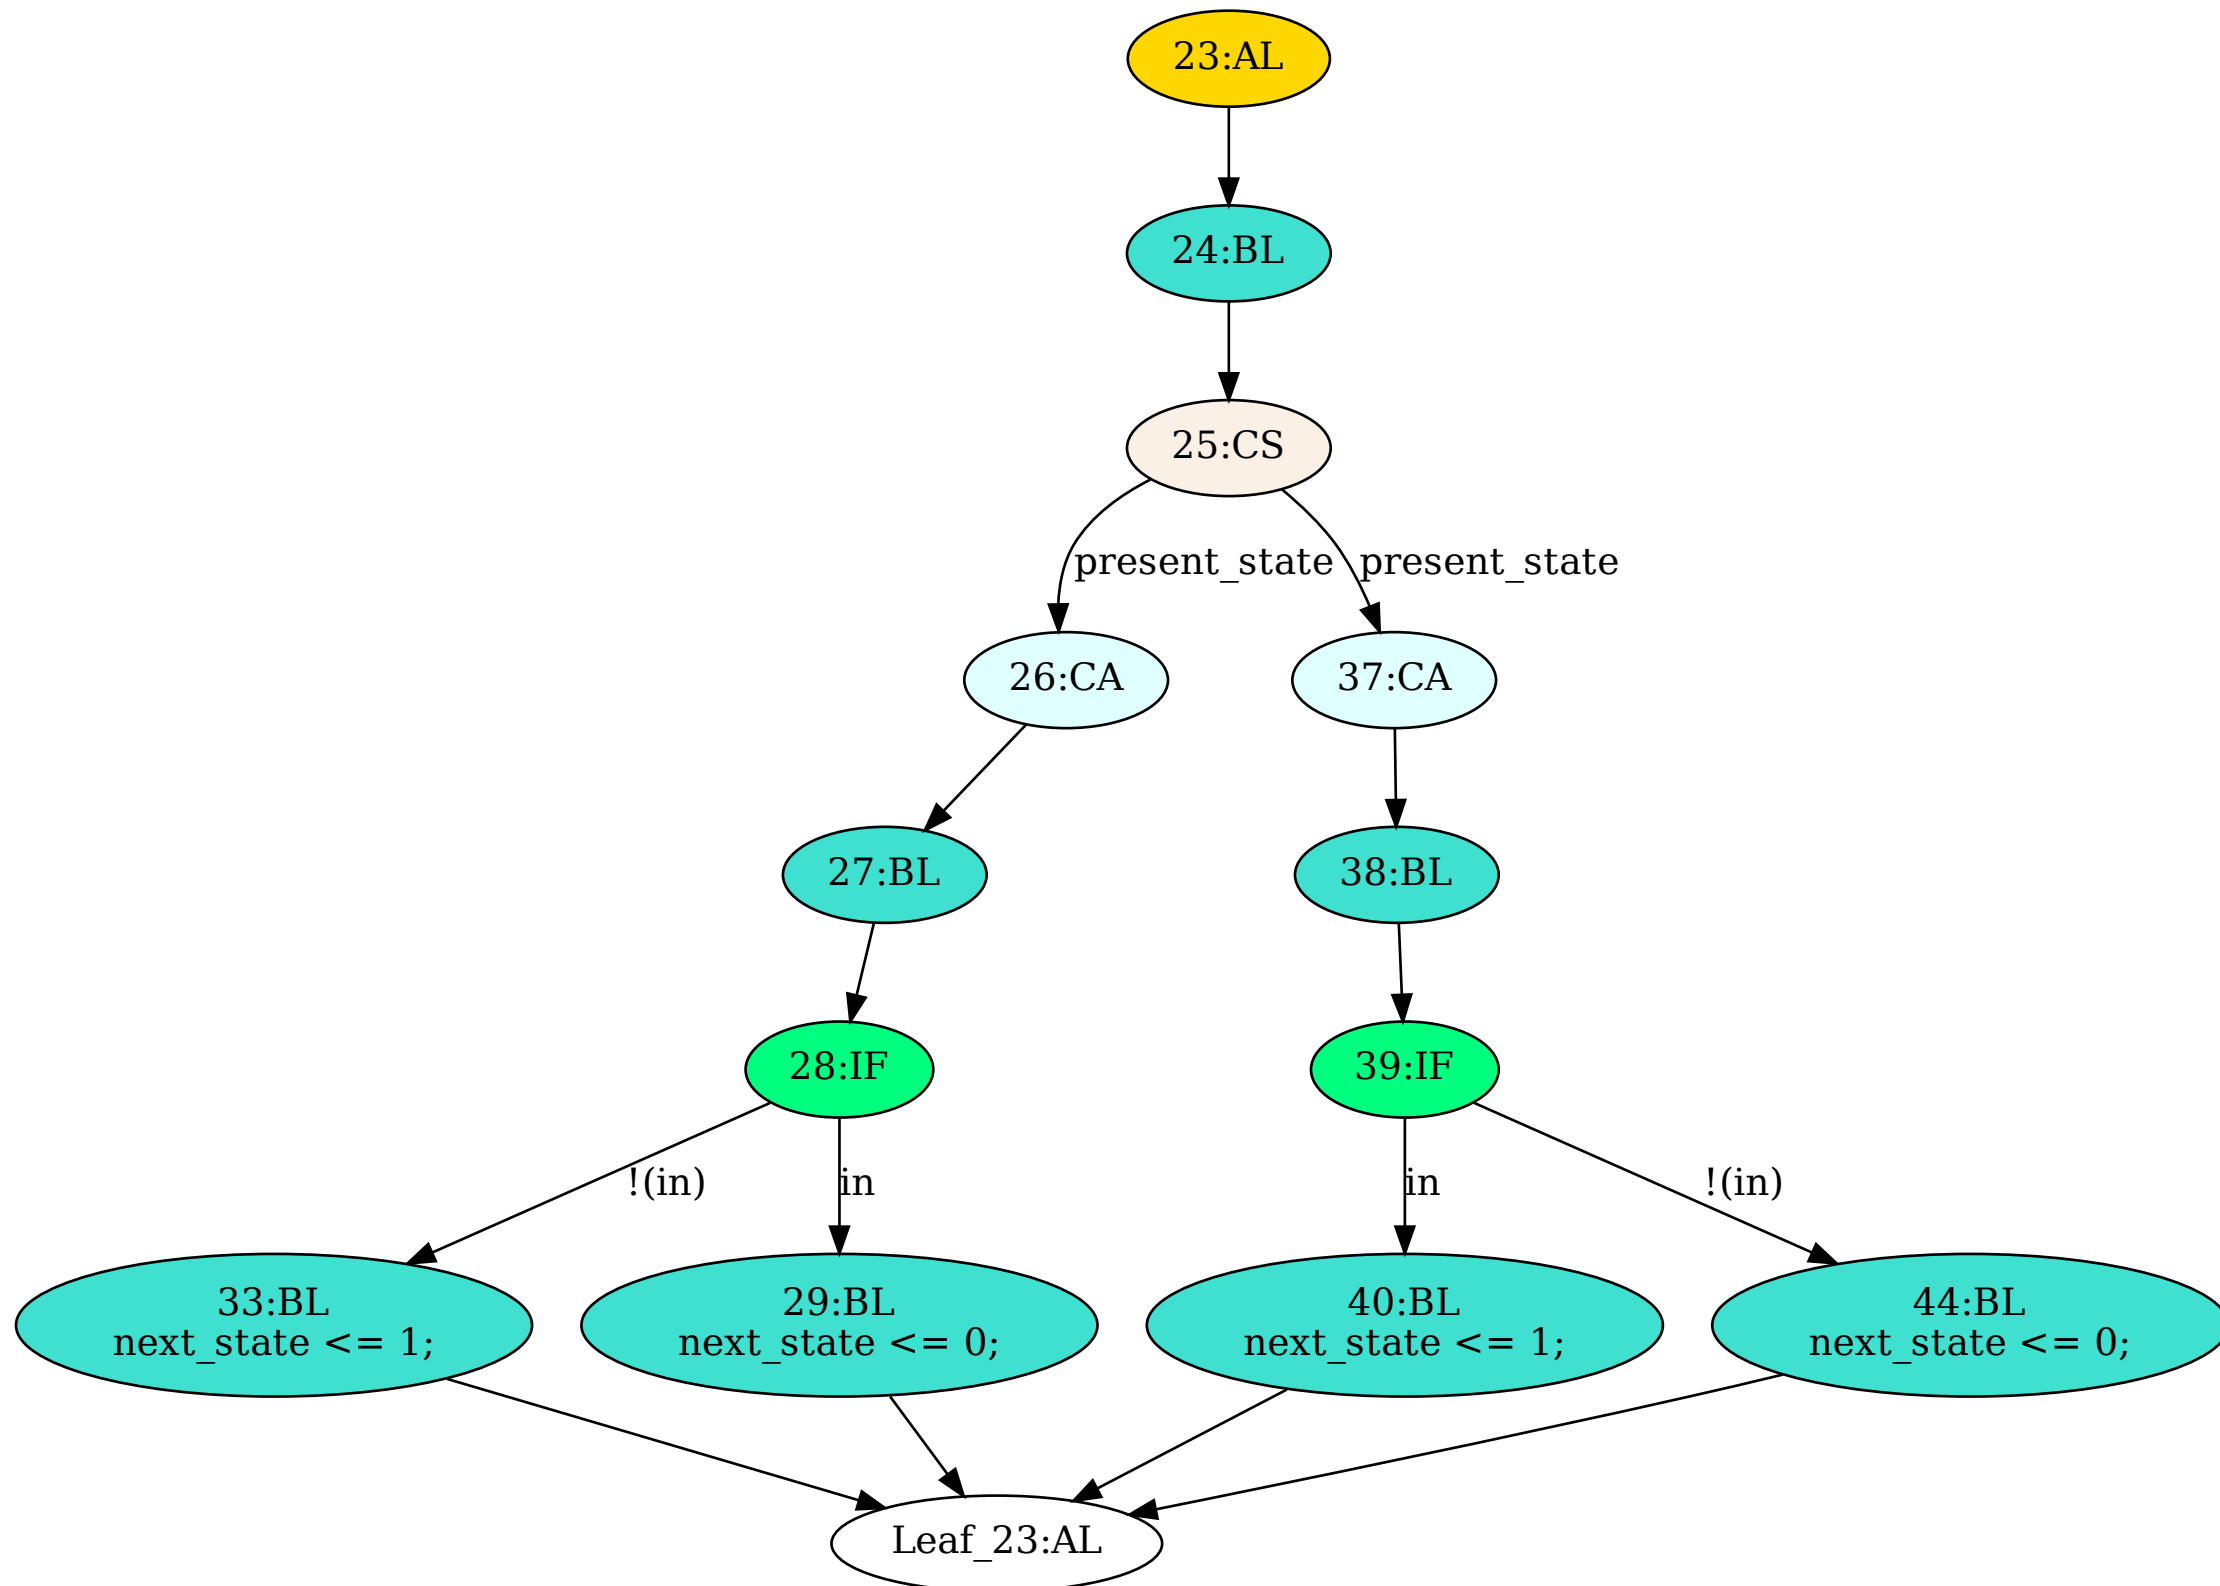 23:AL
24:BL
25:CS
present_state
present_state
26:CA
37:CA
27:BL
38:BL
28:IF
39:IF
!(in)
in
in
!(in)
33:BL
next_state <= 1;
29:BL
next_state <= 0;
40:BL
next_state <= 1;
44:BL
next_state <= 0;
Leaf_23:AL